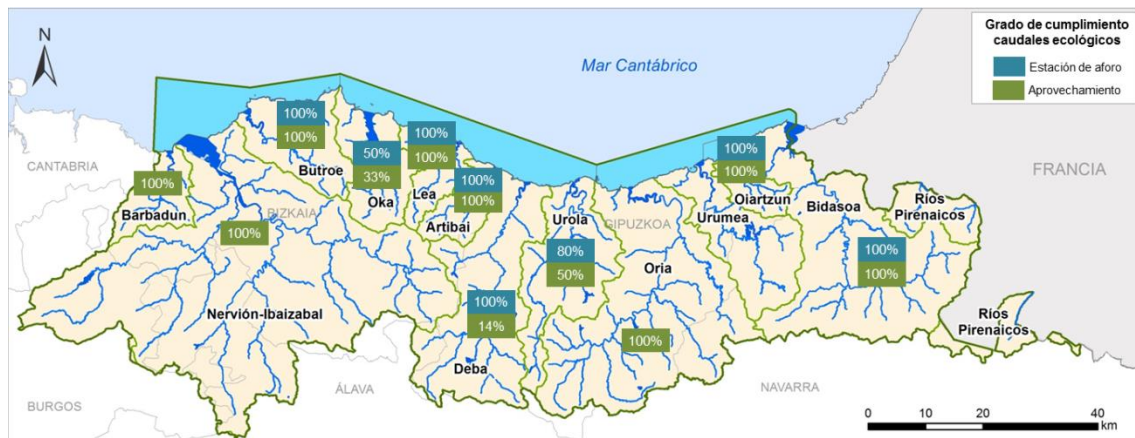 Grado de cumplimiento
caudales ecológicos
Estación de aforo
Aprovechamiento
N
Mar Cantábrico
CANTABRIA
FRANCIA
BIZKAIA
GIPUZKOA
ÁLAVA
BURGOS
NAVARRA
100%
Barbadun
100%
Nervión-Ibaizabal
100%
100%
Butroe
50%
33%
Oka
100%
100%
Lea
100%
100%
Artibai
100%
14%
Deba
Urola
80%
50%
Oria
100%
Urumea
100%
100%
Oiartzun
Bidasoa
100%
100%
Ríos
Pirenaicos
Ríos
Pirenaicos
0 10 20 40
km